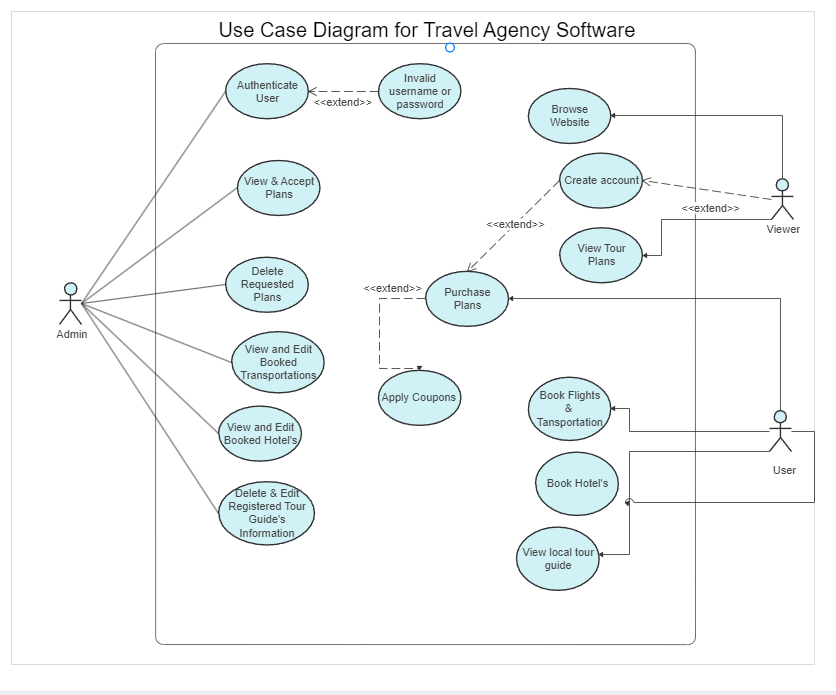 Use Case Diagram for Travel Agency Software
Authenticate
User
<<extend>>
Invalid
username or
password
Browse
Website
View & Accept
Plans
Create account
<<extend>>
Viewer
<<extend>>
View Tour
Plans
Delete
Requested
Plans
<<extend>>
Purchase
Plans
Admin
View and Edit
Booked
Transportations
Apply Coupons
Book Flights
&
Tansportation
View and Edit
Booked Hotel's
User
Book Hotel's
Delete & Edit
Registered Tour
Guide's
Information
View local tour
guide